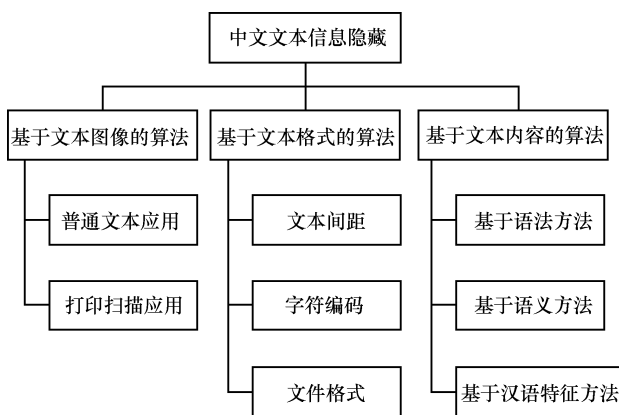 中文文本信息隐藏
基于文本图像的算法
基于文本格式的算法
基于文本内容的算法
普通文本应用
文本间距
基于语法方法
打印扫描应用
字符编码
基于语义方法
文件格式
基于汉语特征方法